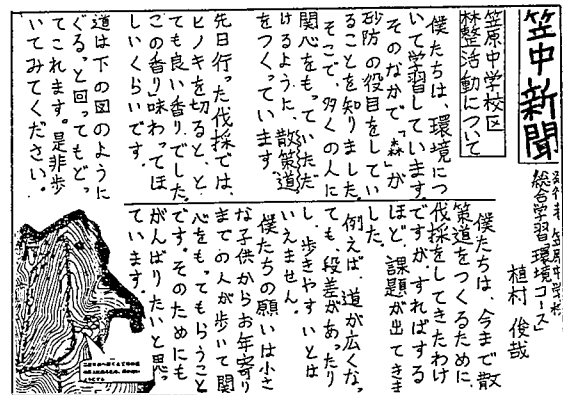 笠中新聞
発行者 笠原中学校
総合学習「環境コース」
植村 俊哉
笠原中学校区
林整活動について
僕たちは、環境につ
いて学習しています。
そのなかで「森」が
砂防の役目をしてい
ることを知りました。
そこで、多くの人に
関心をもっていただ
けるように、散策道
をつくっています。
先日行った伐採では、
ヒノキを切ると、と
ても良い香りでした。
この香り味わってほ
しいくらいです。
道は下の図のように
ぐるっと回ってもどっ
てこれます。是非歩
いてみてください。
僕たちは、今まで散
策道をつくるために、
伐採をしてきたわけ
ですが、すればする
ほど、課題が出てきま
した。
例えば、道が広くな
ても、段差があったり
し、歩きやすいとは
いえません。
僕たちの願いは小さ
な子供からお年寄り
までの人が歩いて関
心をもってもらうこと
です。そのためにも
がんばりたいと思っ
ています。